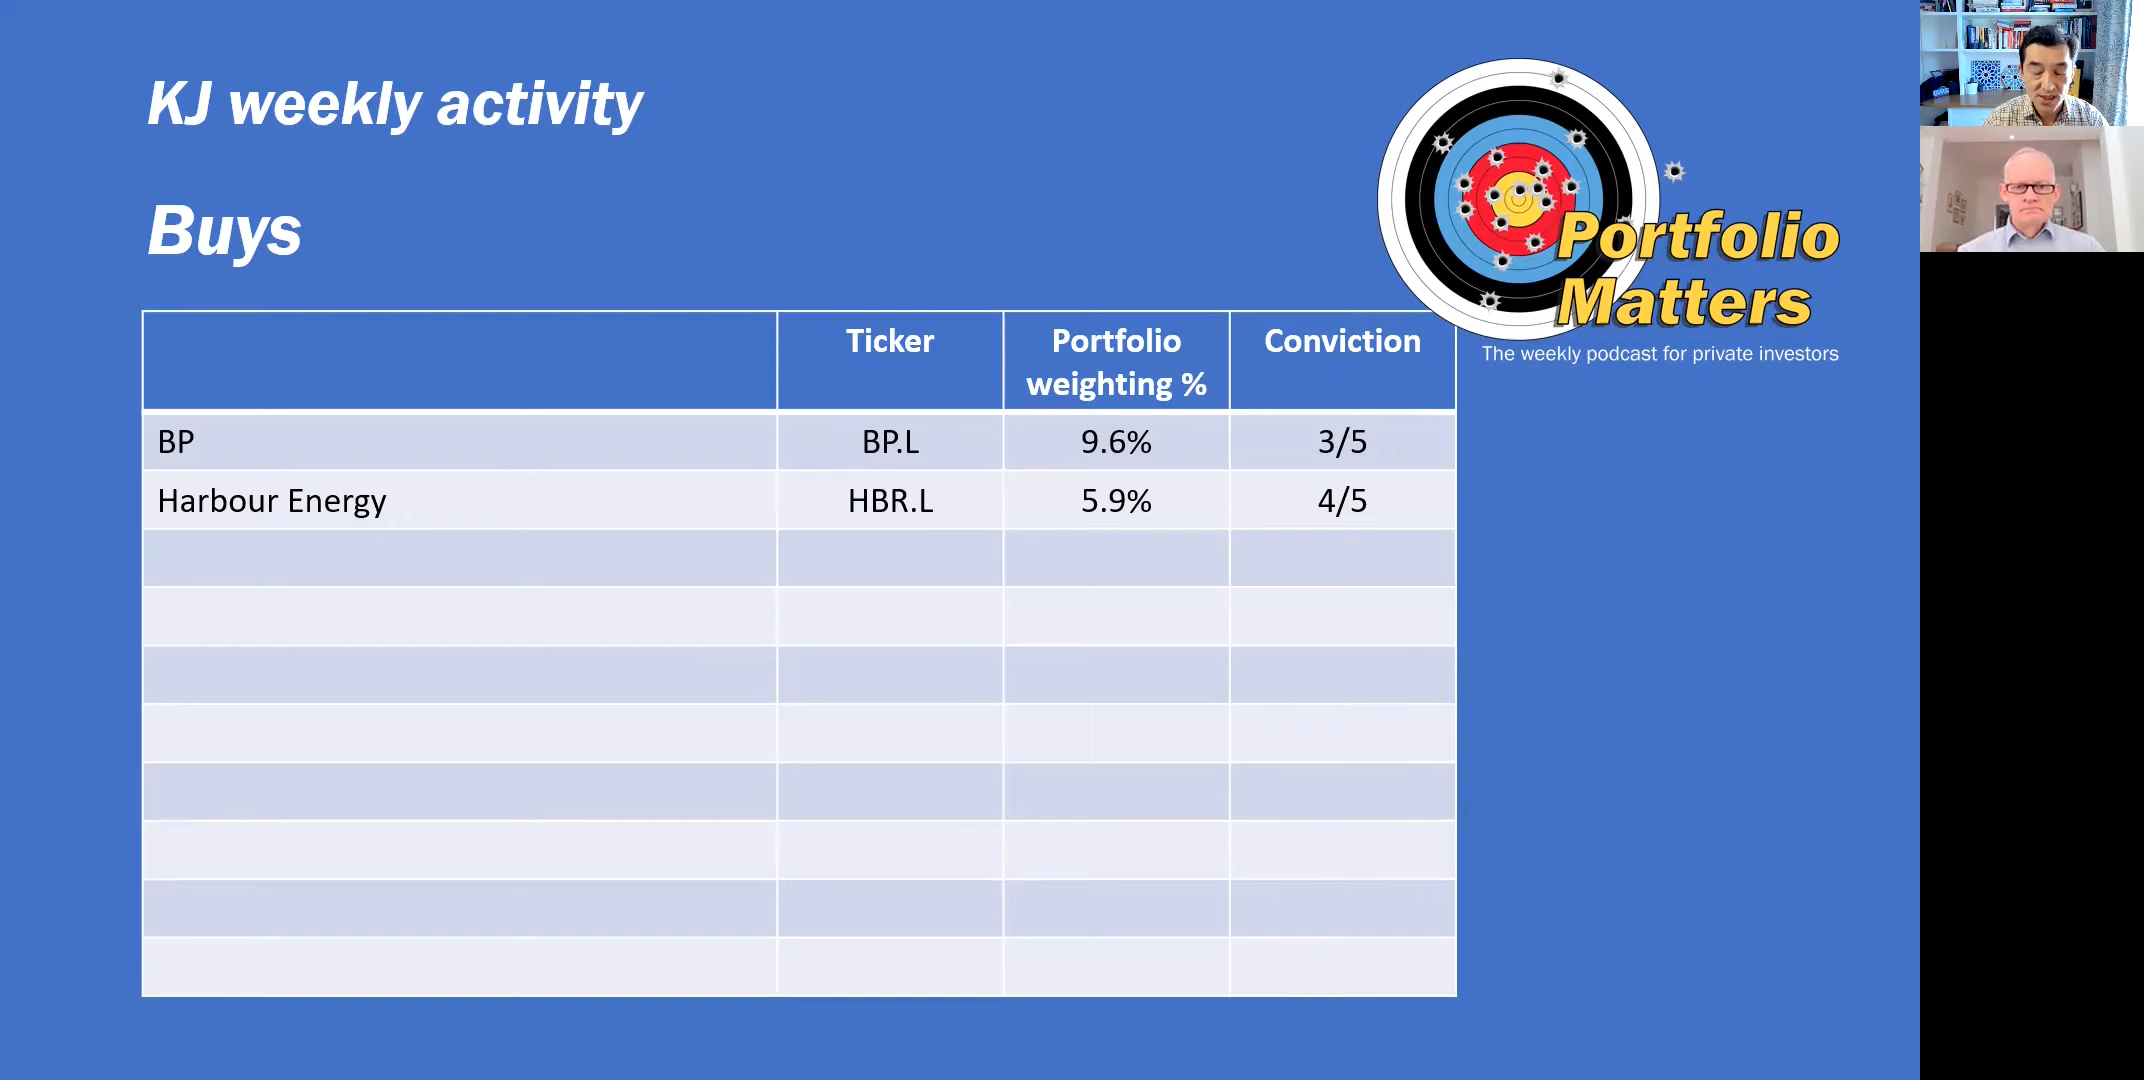 KJ weekly activity
Buys
Portfolio
Matters
The weekly podcast for private investors
Ticker Portfolio weighting % Conviction
BP BP.L 9.6% 3/5
Harbour Energy HBR.L 5.9% 4/5